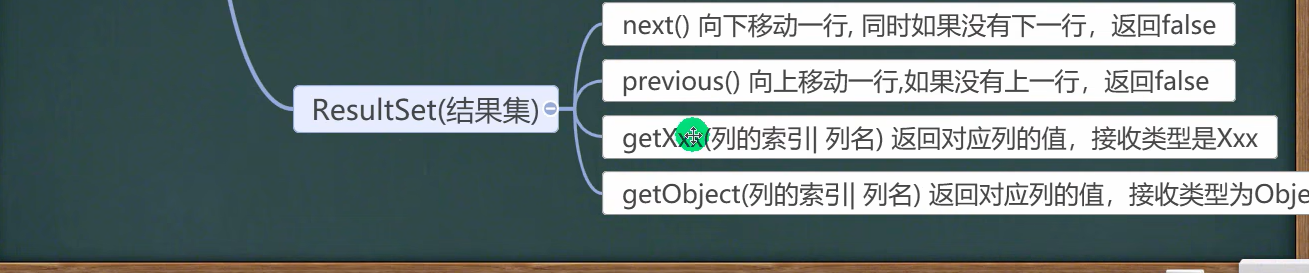 next() 向下移动一行, 同时如果没有下一行，返回false
previous() 向上移动一行,如果没有上一行，返回false
ResultSet(结果集)
getXxx(列的索引| 列名) 返回对应列的值，接收类型是Xxx
getObject(列的索引| 列名) 返回对应列的值，接收类型为Obje